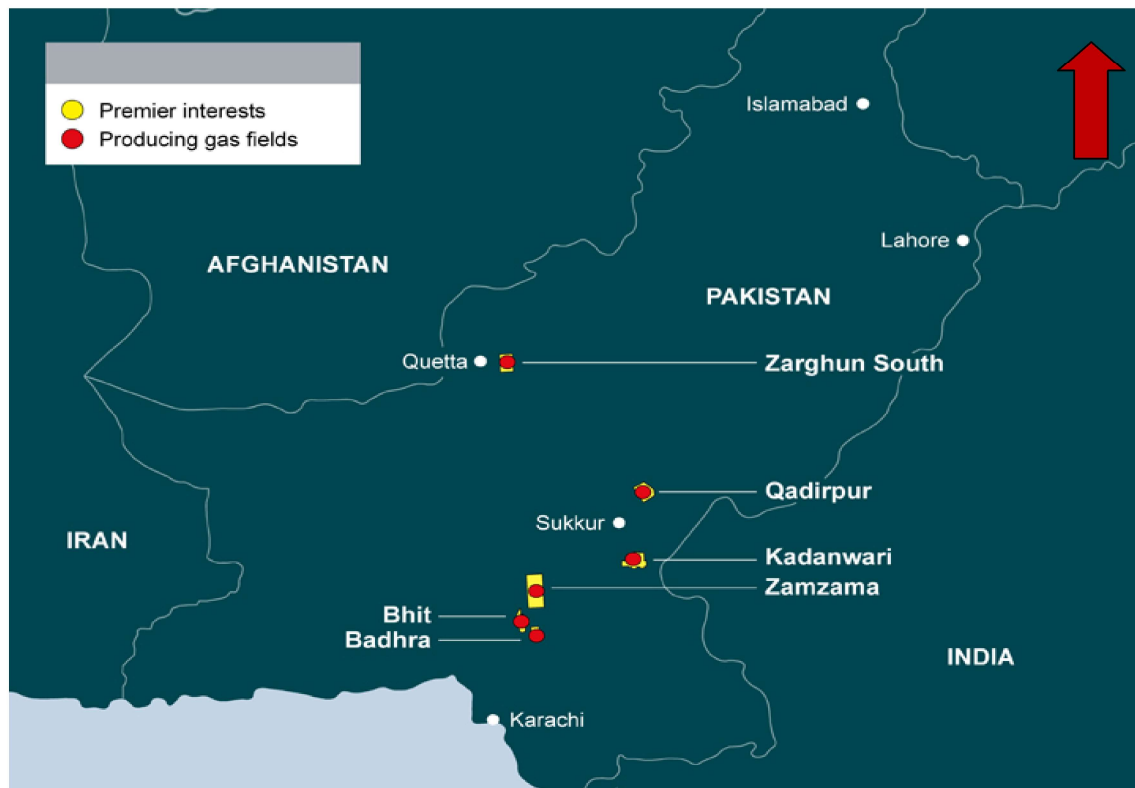 Premier interests
Producing gas fields
Islamabad
Lahore
AFGHANISTAN
PAKISTAN
Quetta
Zarghun South
Qadirpur
Sukkur
IRAN
Kadanwari
Zamzama
Bhit
Badhra
INDIA
Karachi